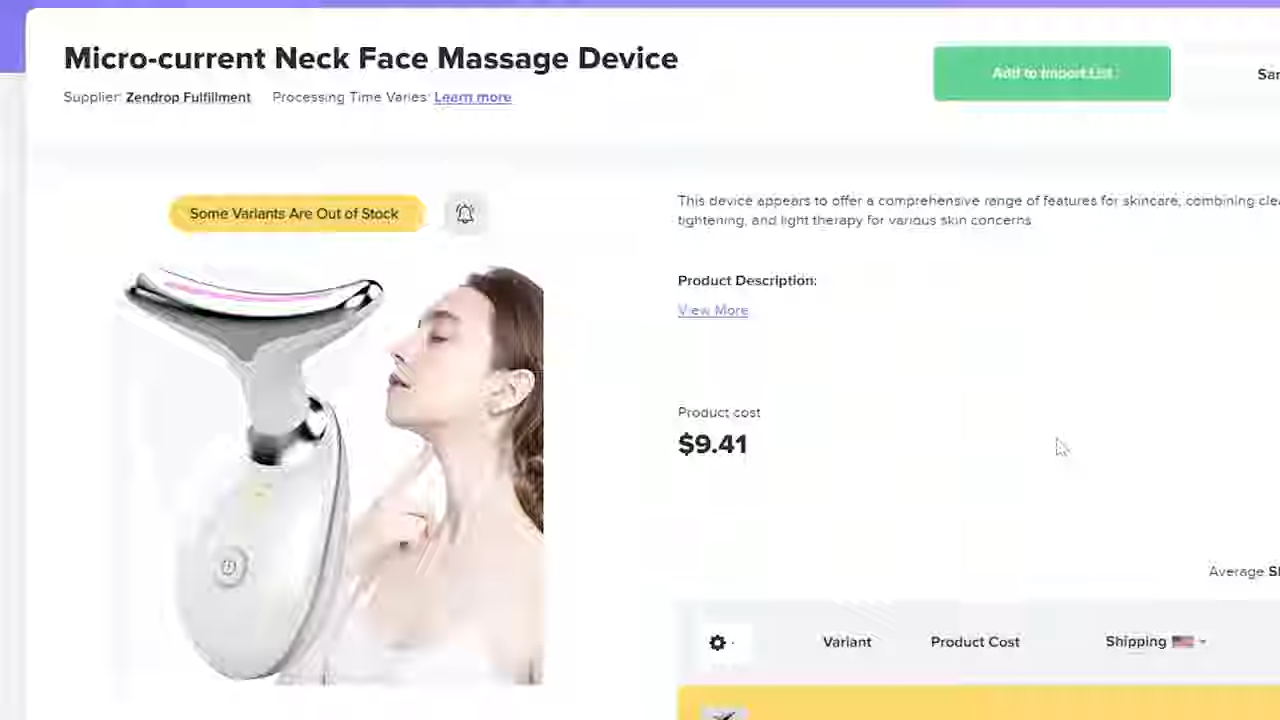 Micro-current Neck Face Massage Device
Add to Import List
Supplier: Zendrop Fulfillment Processing Time Varies: Learn more
Some Variants Are Out of Stock
This device appears to offer a comprehensive range of features for skincare, combining
tightening, and light therapy for various skin concerns
Product Description:
View More
Product cost
$9.41
Average
Variant Product Cost Shipping